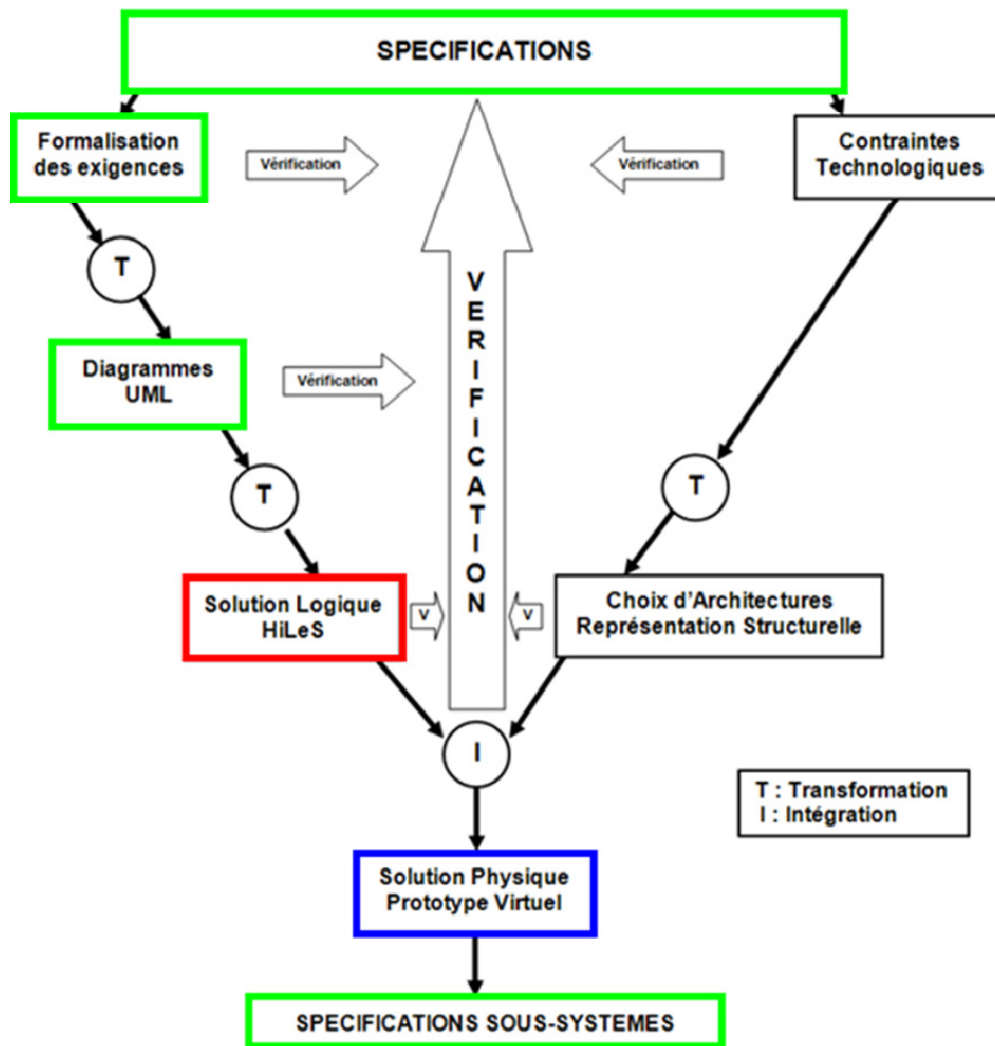 SPECIFICATIONS
Formalisation
des exigences
Vérification
Vérification
Contraintes
Technologiques
T
VERIFICATION
Diagrammes
UML
Vérification
T
T
Solution Logique
HiLeS
V
V
Choix d'Architectures
Représentation Structurelle
I
T : Transformation
I : Intégration
Solution Physique
Prototype Virtuel
SPECIFICATIONS SOUS-SYSTEMES